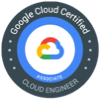 Google Cloud Certified
ASSOCIATE
CLOUD ENGINEER